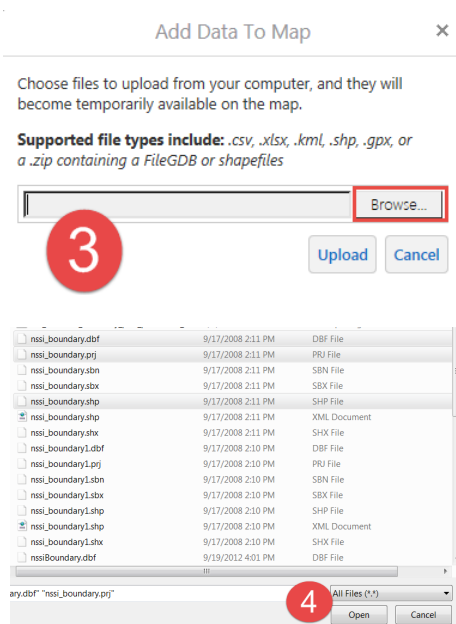 Add Data To Map ×
Choose files to upload from your computer, and they will
become temporarily available on the map.
Supported file types include: .csv, .xlsx, .kml, .shp, .gpx, or
a .zip containing a FileGDB or shapefiles
Browse...
3
Upload Cancel
nssi_boundary.dbf 9/17/2008 2:11 PM DBF File
nssi_boundary.prj 9/17/2008 2:11 PM PRJ File
nssi_boundary.sbn 9/17/2008 2:11 PM SBN File
nssi_boundary.sbx 9/17/2008 2:11 PM SBX File
nssi_boundary.shp 9/17/2008 2:11 PM SHP File
nssi_boundary.shp 9/17/2008 2:11 PM XML Document
nssi_boundary.shx 9/17/2008 2:11 PM SHX File
nssi_boundary1.dbf 9/17/2008 2:10 PM DBF File
nssi_boundary1.prj 9/17/2008 2:10 PM PRJ File
nssi_boundary1.sbn 9/17/2008 2:10 PM SBN File
nssi_boundary1.sbx 9/17/2008 2:10 PM SBX File
nssi_boundary1.shp 9/17/2008 2:10 PM SHP File
nssi_boundary1.shp 9/17/2008 2:10 PM XML Document
nssi_boundary1.shx 9/17/2008 2:10 PM SHX File
nssiBoundary.dbf 9/19/2012 4:01 PM DBF File
ary.dbf" "nssi_boundary.prj" 4 All Files (*.*)
Open Cancel